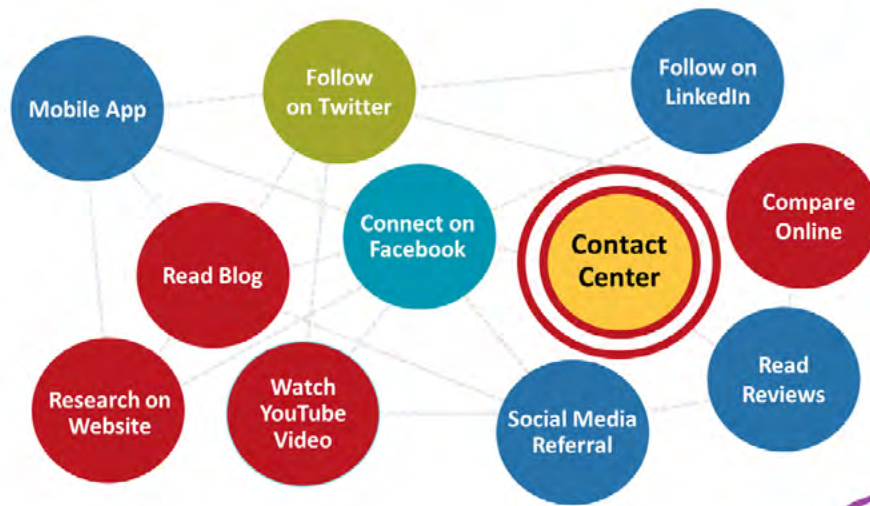 Mobile App
Follow
on Twitter
Follow on
LinkedIn
Connect on
Facebook
Contact
Center
Compare
Online
Read Blog
Research on
Website
Watch
YouTube
Video
Social Media
Referral
Read
Reviews